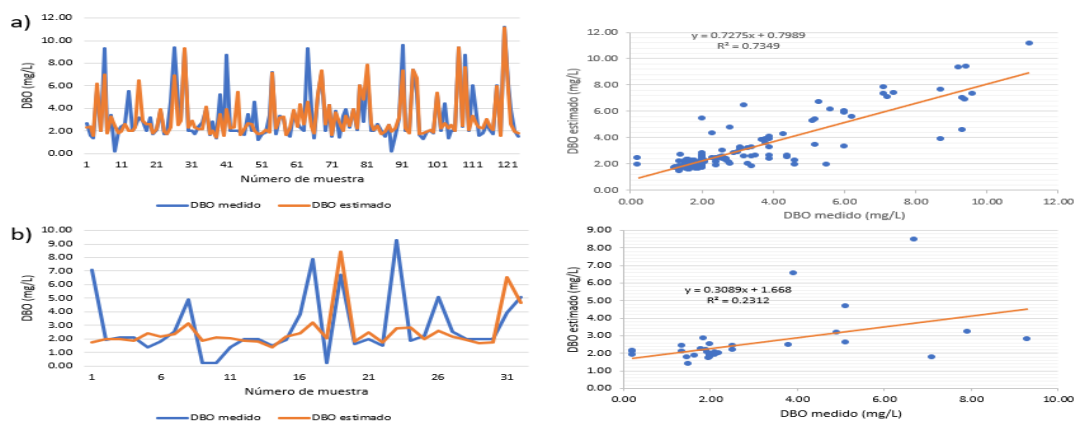 a)
12.00
10.00
8.00
6.00
4.00
2.00
0.00
DBO (mg/L)
1 11 21 31 41 51 61 71 81 91 101 111 121
Número de muestra
DBO medido DBO estimado
y = 0.7275x + 0.7989
R² = 0.7349
12.00
10.00
8.00
6.00
4.00
2.00
0.00
DBO estimado (mg/L)
0.00 2.00 4.00 6.00 8.00 10.00 12.00
DBO medido (mg/L)
b)
10.00
9.00
8.00
7.00
6.00
5.00
4.00
3.00
2.00
1.00
0.00
DBO (mg/L)
1 6 11 16 21 26 31
Número de muestra
DBO medido DBO estimado
9.00
8.00
7.00
6.00
5.00
4.00
3.00
2.00
1.00
0.00
DBO estimado (mg/L)
y = 0.3089x + 1.668
R² = 0.2312
0.00 2.00 4.00 6.00 8.00 10.00
DBO medido (mg/L)